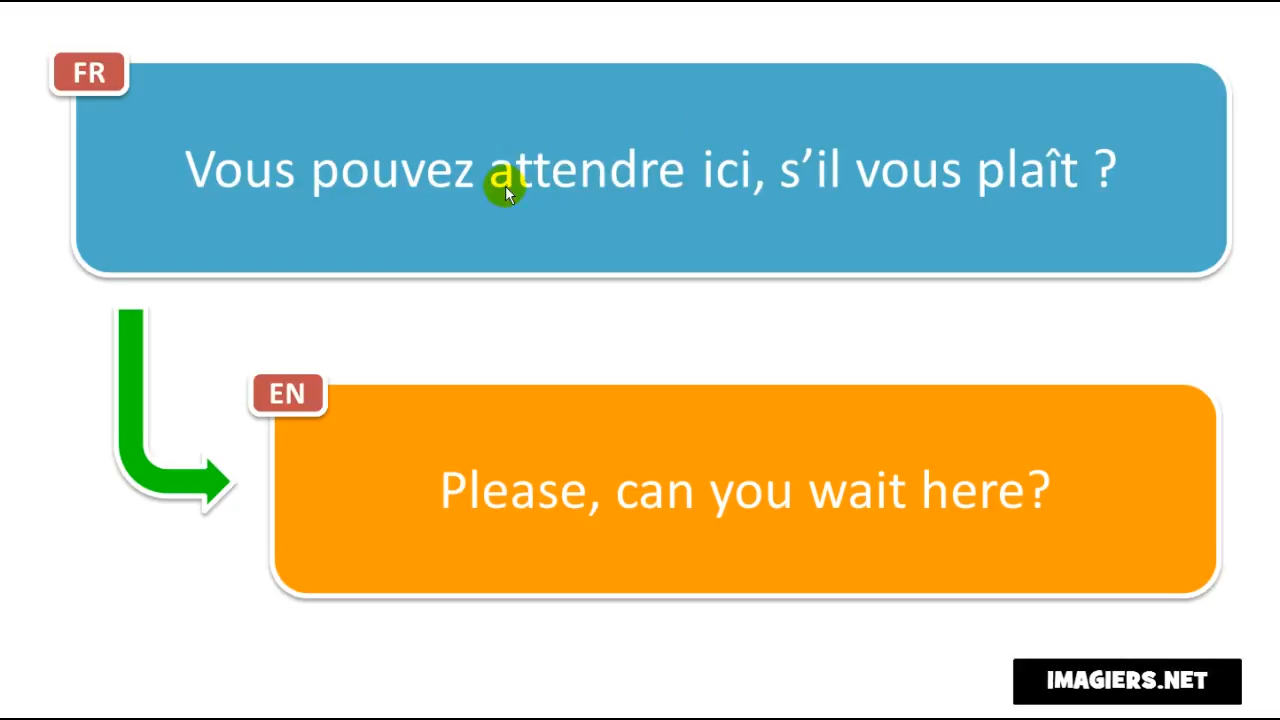 FR
Vous pouvez attendre ici, s’il vous plaît ?
EN
Please, can you wait here?
IMAGIERS.NET